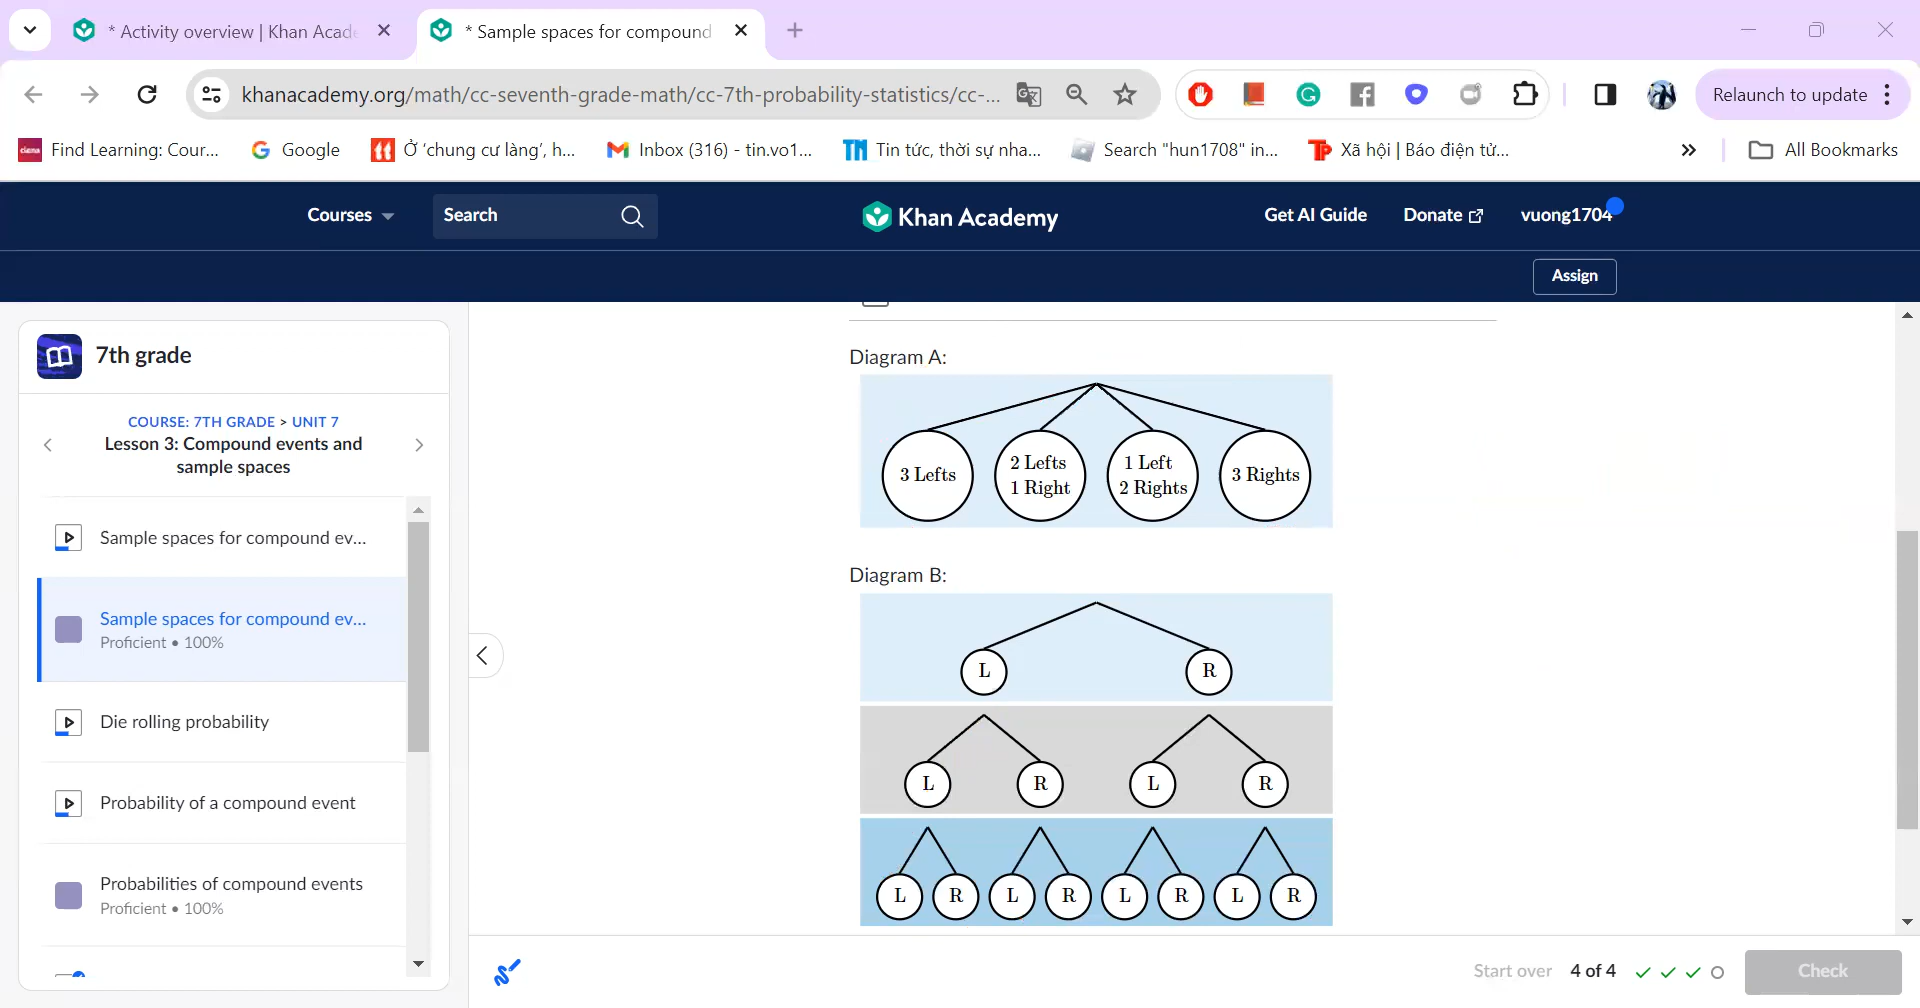 * Activity overview | Khan Acade
* Sample spaces for compound
khanacademy.org/math/cc-seventh-grade-math/cc-7th-probability-statistics/cc-...
Relaunch to update
Find Learning: Cour...
Google
Ở 'chung cư làng', h...
Inbox (316) - tin.vo1...
Tin tức, thời sự nha...
Search "hun1708" in...
Xã hội | Báo điện tử...
All Bookmarks
Courses
Search
Khan Academy
Get AI Guide
Donate
vuong1704
Assign
7th grade
COURSE: 7TH GRADE > UNIT 7
Lesson 3: Compound events and
sample spaces
Sample spaces for compound ev...
Sample spaces for compound ev...
Proficient • 100%
Die rolling probability
Probability of a compound event
Probabilities of compound events
Proficient • 100%
Diagram A:
3 Lefts
2 Lefts
1 Right
1 Left
2 Rights
3 Rights
Diagram B:
L R
L R L R
L R L R L R L R
Start over
4 of 4
Check